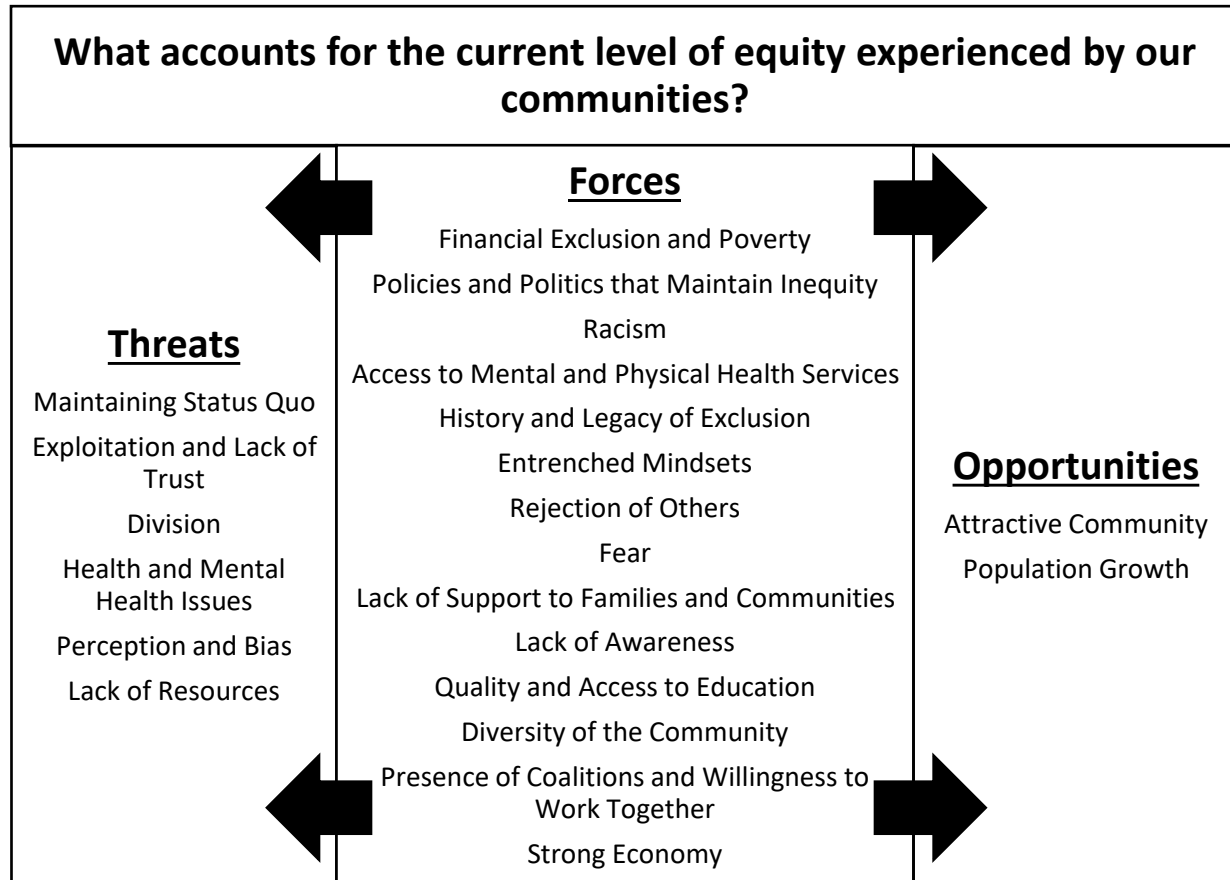 What accounts for the current level of equity experienced by our
communities?
Threats
Maintaining Status Quo
Exploitation and Lack of
Trust
Division
Health and Mental
Health Issues
Perception and Bias
Lack of Resources
Forces
Financial Exclusion and Poverty
Policies and Politics that Maintain Inequity
Racism
Access to Mental and Physical Health Services
History and Legacy of Exclusion
Entrenched Mindsets
Rejection of Others
Fear
Lack of Support to Families and Communities
Lack of Awareness
Quality and Access to Education
Diversity of the Community
Presence of Coalitions and Willingness to
Work Together
Strong Economy
Opportunities
Attractive Community
Population Growth